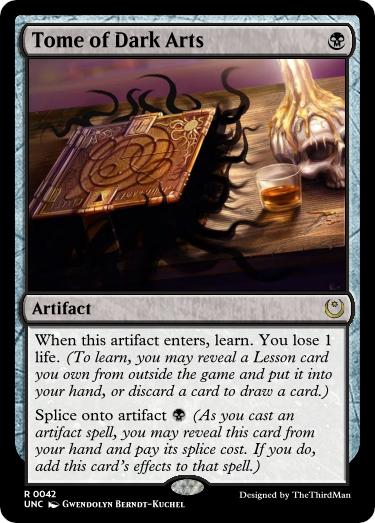 Tome of Dark Arts
Artifact
When this artifact enters, learn. You lose 1
life. (To learn, you may reveal a Lesson card
you own from outside the game and put it into
your hand, or discard a card to draw a card.)
Splice onto artifact (As you cast an
artifact spell, you may reveal this card from
your hand and pay its splice cost. If you do,
add this card's effects to that spell.)
R 0042
UNC Gwendolyn Berndt-Kuchel
Designed by TheThirdMan